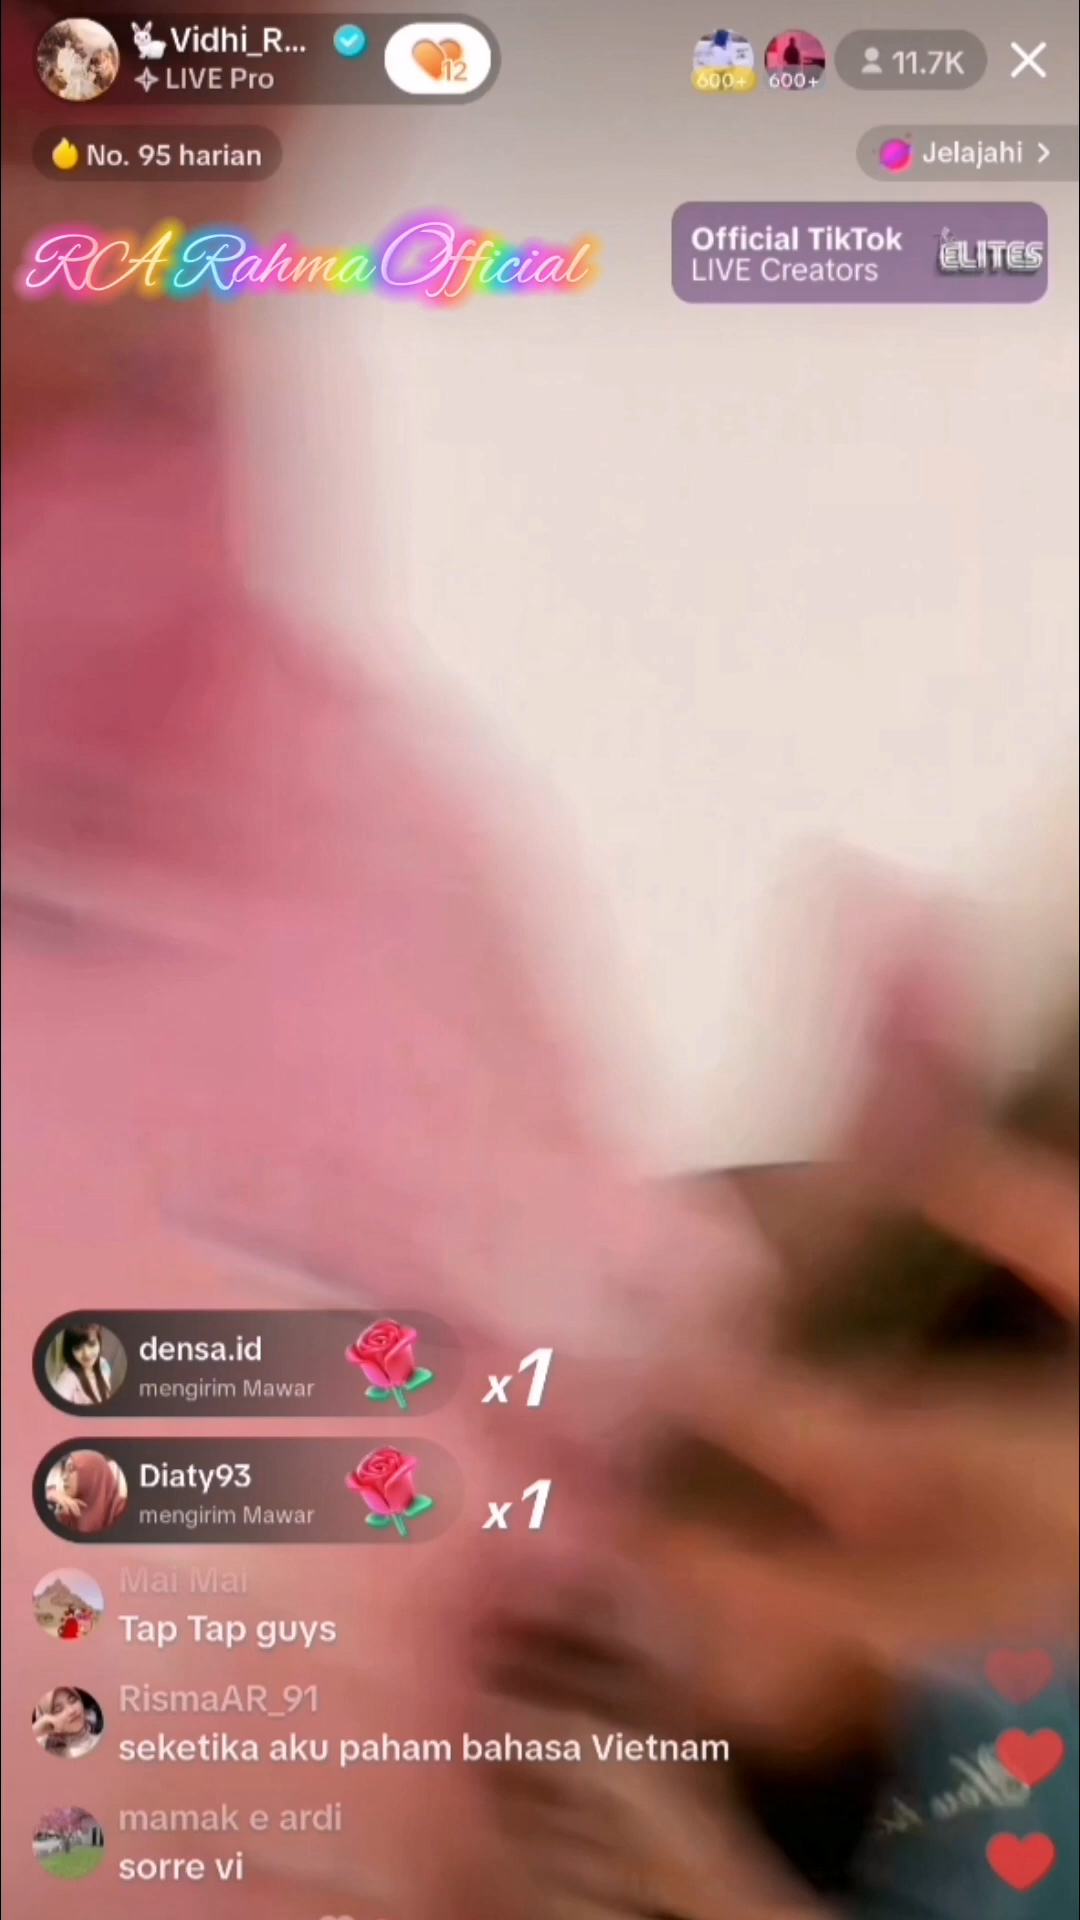 Vidhi_R...
LIVE Pro
12
600+
600+
11.7K
No. 95 harian
Jelajahi
RA Rahma Official
Official TikTok
LIVE Creators
ELITES
densa.id
mengirim Mawar
x1
Diaty93
mengirim Mawar
x1
Mai Mai
Tap Tap guys
RismaAR_91
seketika aku paham bahasa Vietnam
mamak e ardi
sorre vi